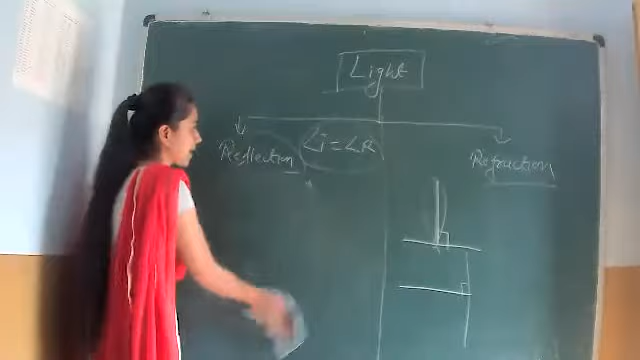 Light
Reflection ∠i = ∠R
Refraction